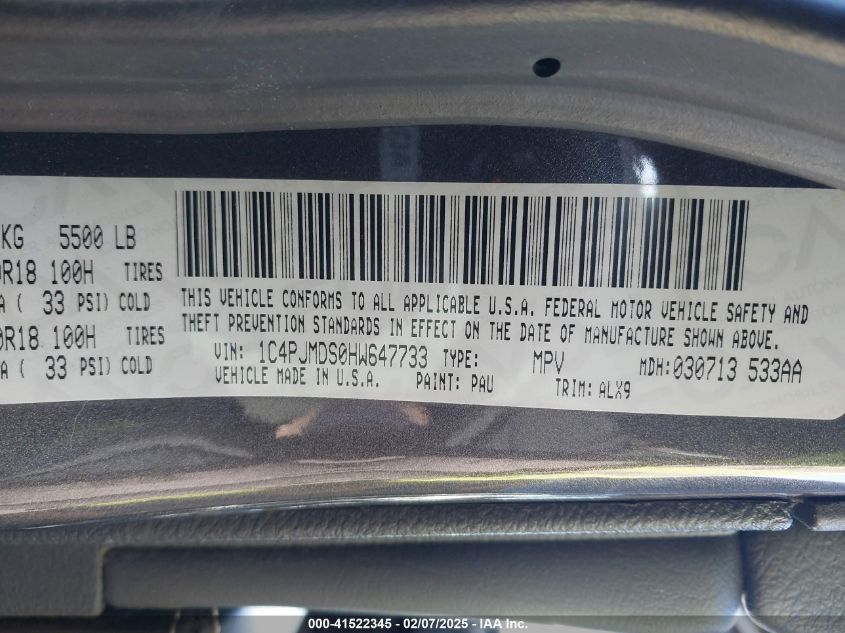 KG 5500 LB
0R18 100H TIRES
A ( 33 PSI) COLD
0R18 100H TIRES
A ( 33 PSI) COLD
THIS VEHICLE CONFORMS TO ALL APPLICABLE U.S.A. FEDERAL MOTOR VEHICLE SAFETY AND
THEFT PREVENTION STANDARDS IN EFFECT ON THE DATE OF MANUFACTURE SHOWN ABOVE.
VIN: 1C4PJMDS0HW647733 TYPE: MPV MDH:030713 533AA
VEHICLE MADE IN U.S.A. PAINT: PAU TRIM: ALX9
000-41522345 - 02/07/2025 - IAA Inc.